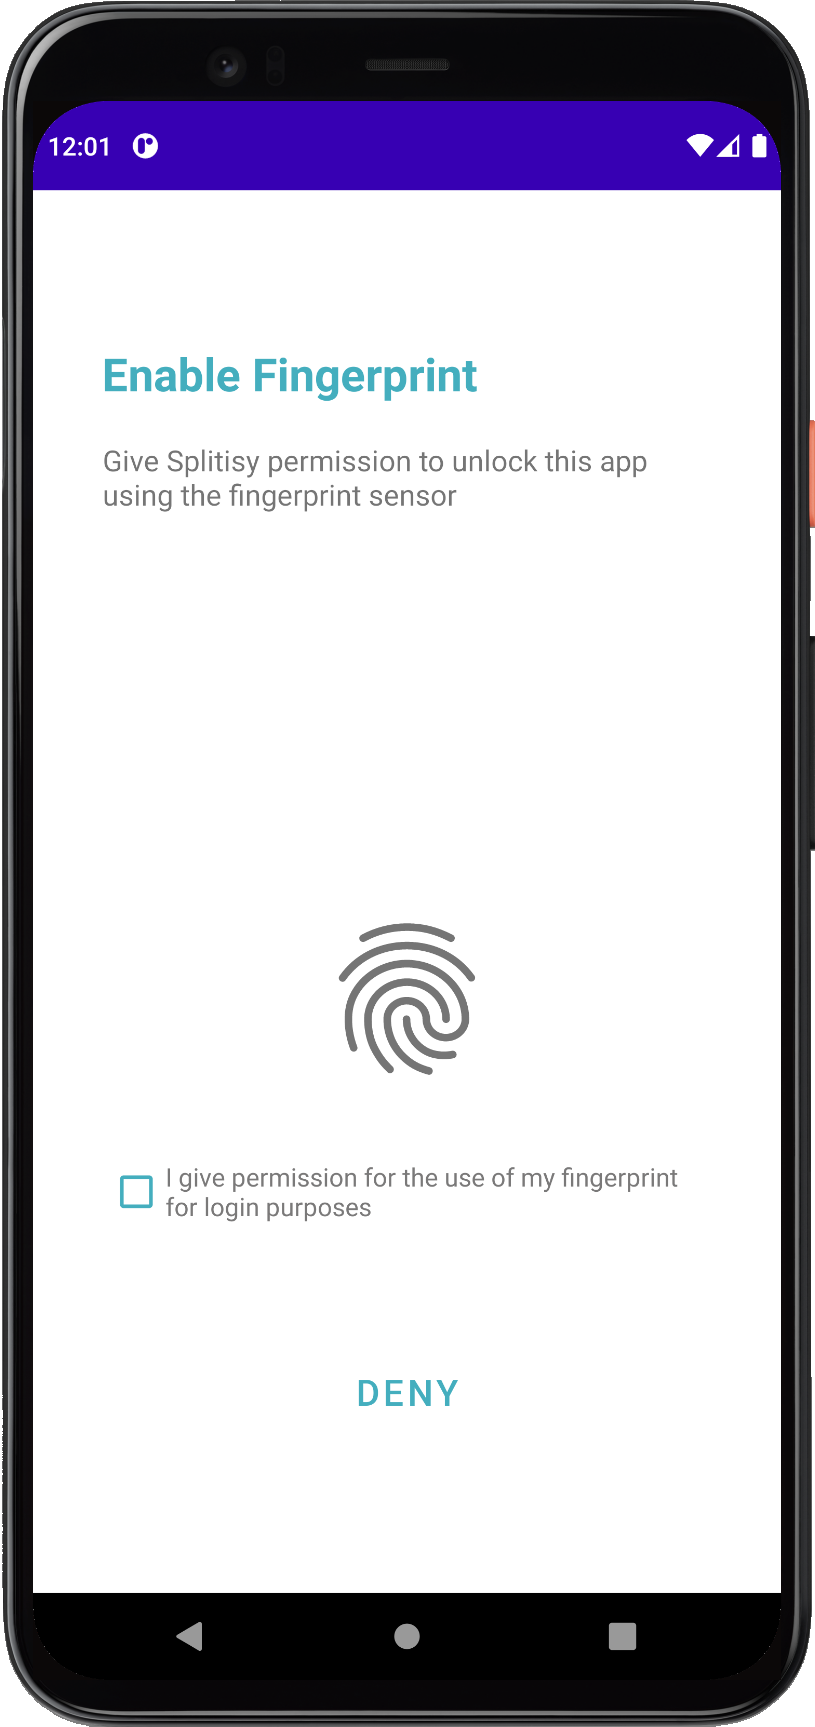 12:01
Enable Fingerprint
Give Splitisy permission to unlock this app
using the fingerprint sensor
I give permission for the use of my fingerprint
for login purposes
DENY